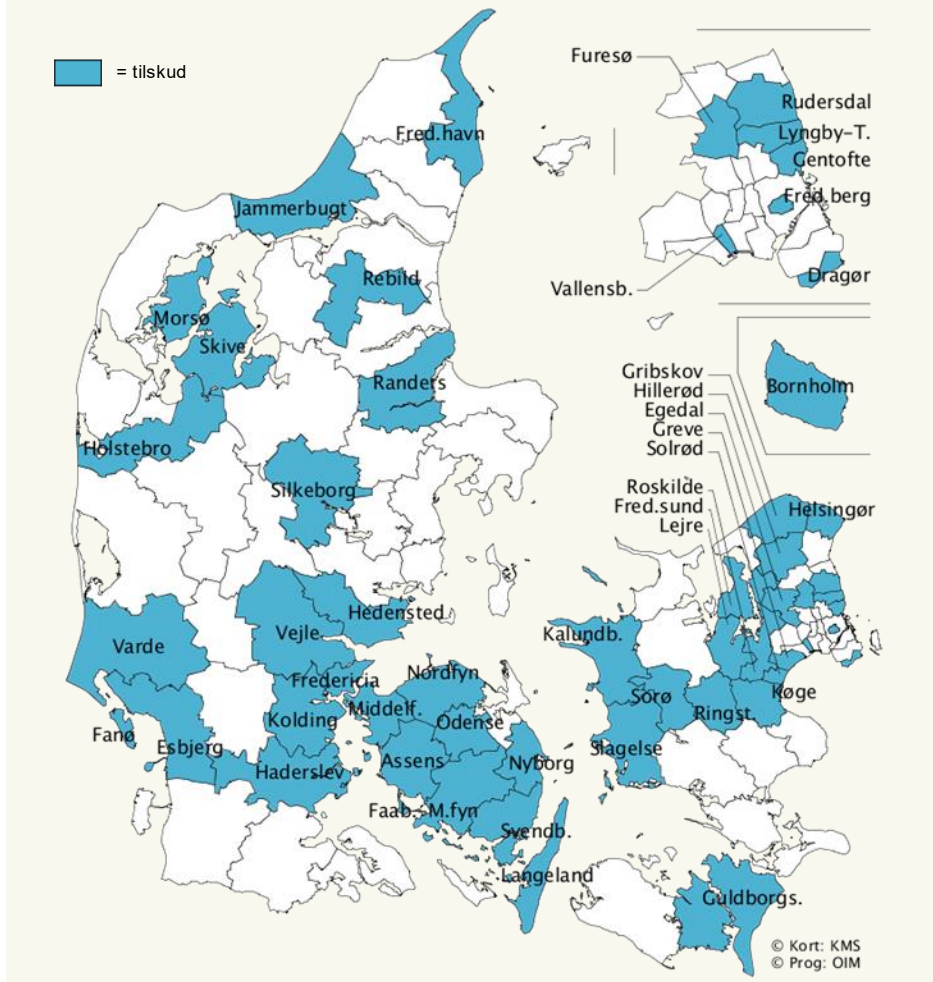 = tilskud
Furesø
Rudersdal
Lyngby-T.
Gentofte
Fred.berg
Dragør
Vallensb.
Fred.havn
Jammerbugt
Rebild
Morsø
Skive
Randers
Holstebro
Silkeborg
Bornholm
Gribskov
Hillerød
Egedal
Greve
Solrød
Roskilde
Fred.sund
Lejre
Helsingør
Hedensted
Vejle
Varde
Kalundb.
Nordfyn
Fredericia
Middelf.
Kolding
Odense
Sorø
Køge
Ringst.
Fanø
Esbjerg
Slagelse
Assens
Nyborg
Haderslev
Faab.-M.fyn
Svendb.
Langeland
Guldborgs.
© Kort: KMS
© Prog: OIM